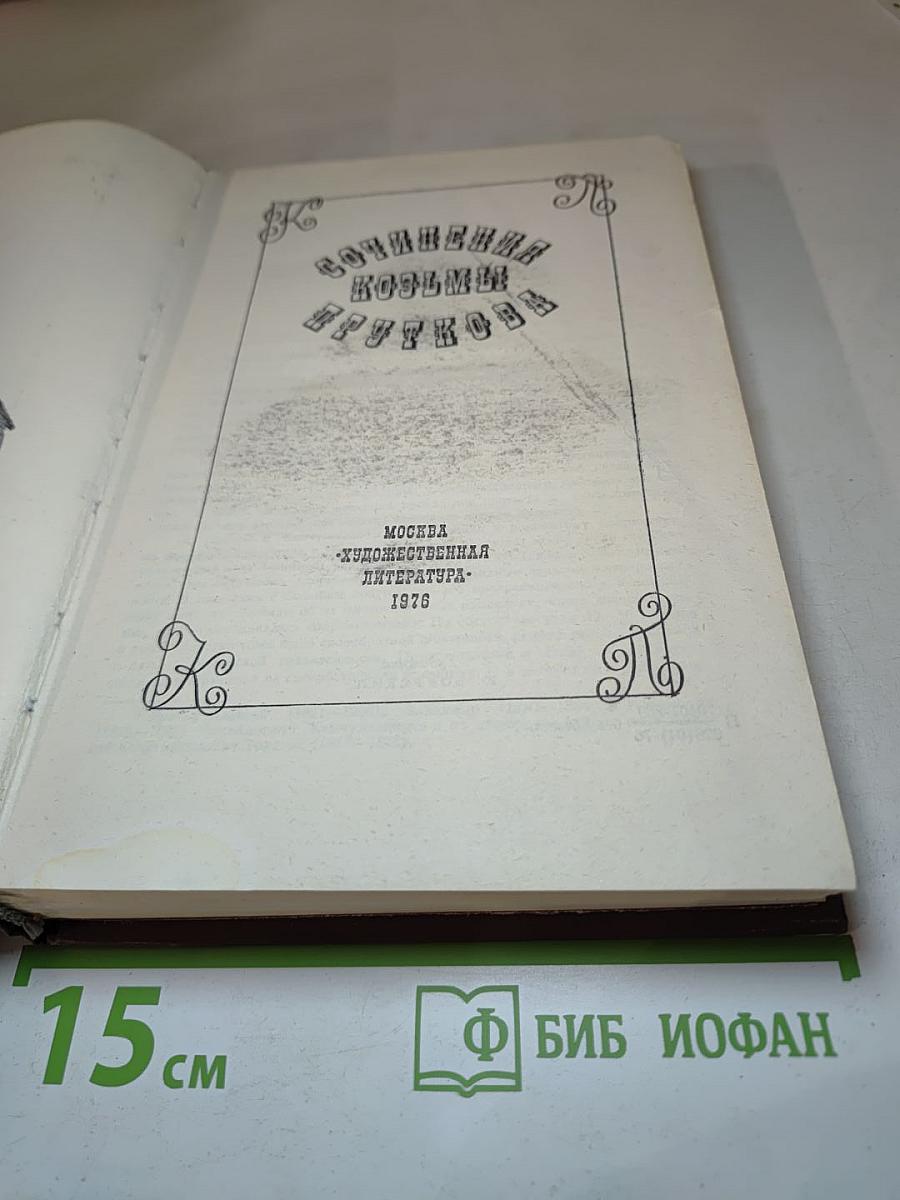 К П
СОЧИНЕНИЯ
КОЗЬМЫ
ПРУТКОВА
МОСКВА
«ХУДОЖЕСТВЕННАЯ
ЛИТЕРАТУРА»
1976
К П
15 см
Ф БИБ ИОФАН